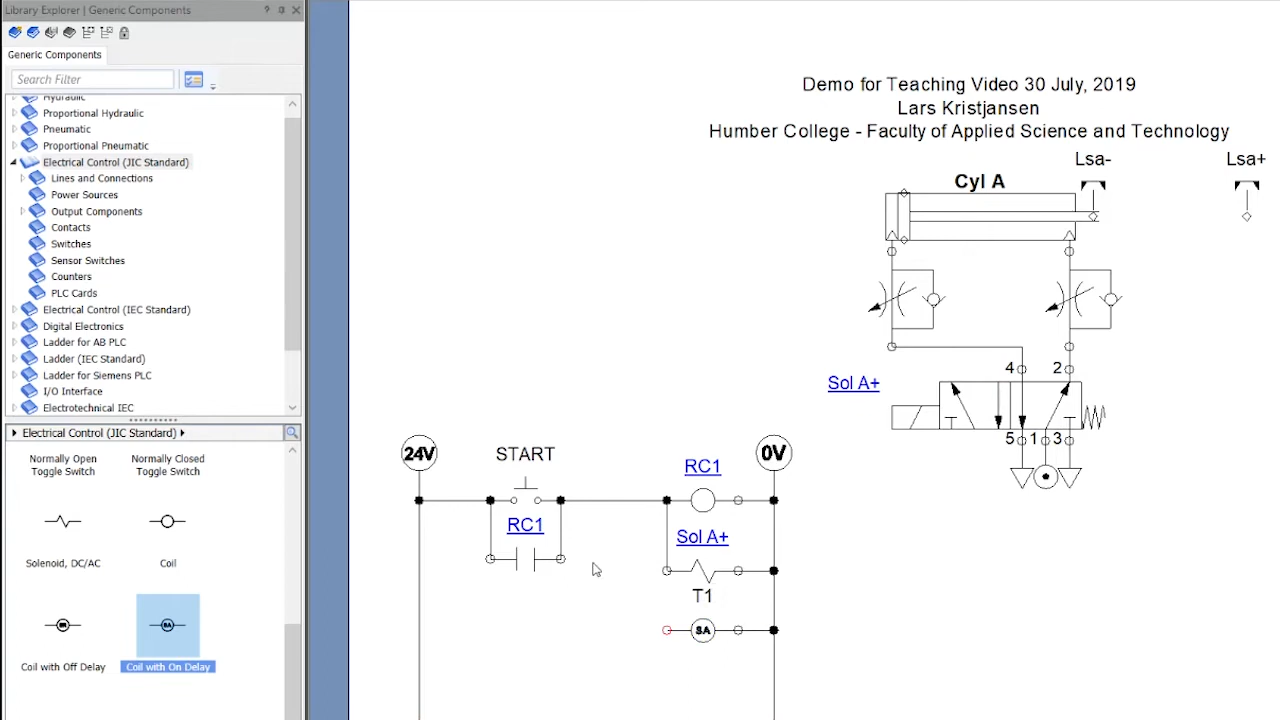 Library Explorer | Generic Components
Generic Components
Search Filter
Hydraulic
Proportional Hydraulic
Pneumatic
Proportional Pneumatic
Electrical Control (JIC Standard)
Lines and Connections
Power Sources
Output Components
Contacts
Switches
Sensor Switches
Counters
PLC Cards
Electrical Control (IEC Standard)
Digital Electronics
Ladder for AB PLC
Ladder (IEC Standard)
Ladder for Siemens PLC
I/O Interface
Electrotechnical IEC
Electrical Control (JIC Standard)
Normally Open Toggle Switch
Normally Closed Toggle Switch
Solenoid, DC/AC
Coil
Coil with Off Delay
SA
Coil with On Delay
Demo for Teaching Video 30 July, 2019
Lars Kristjansen
Humber College - Faculty of Applied Science and Technology
Lsa-
Lsa+
Cyl A
4
2
Sol A+
5
1
3
24V
START
0V
RC1
RC1
Sol A+
T1
SA